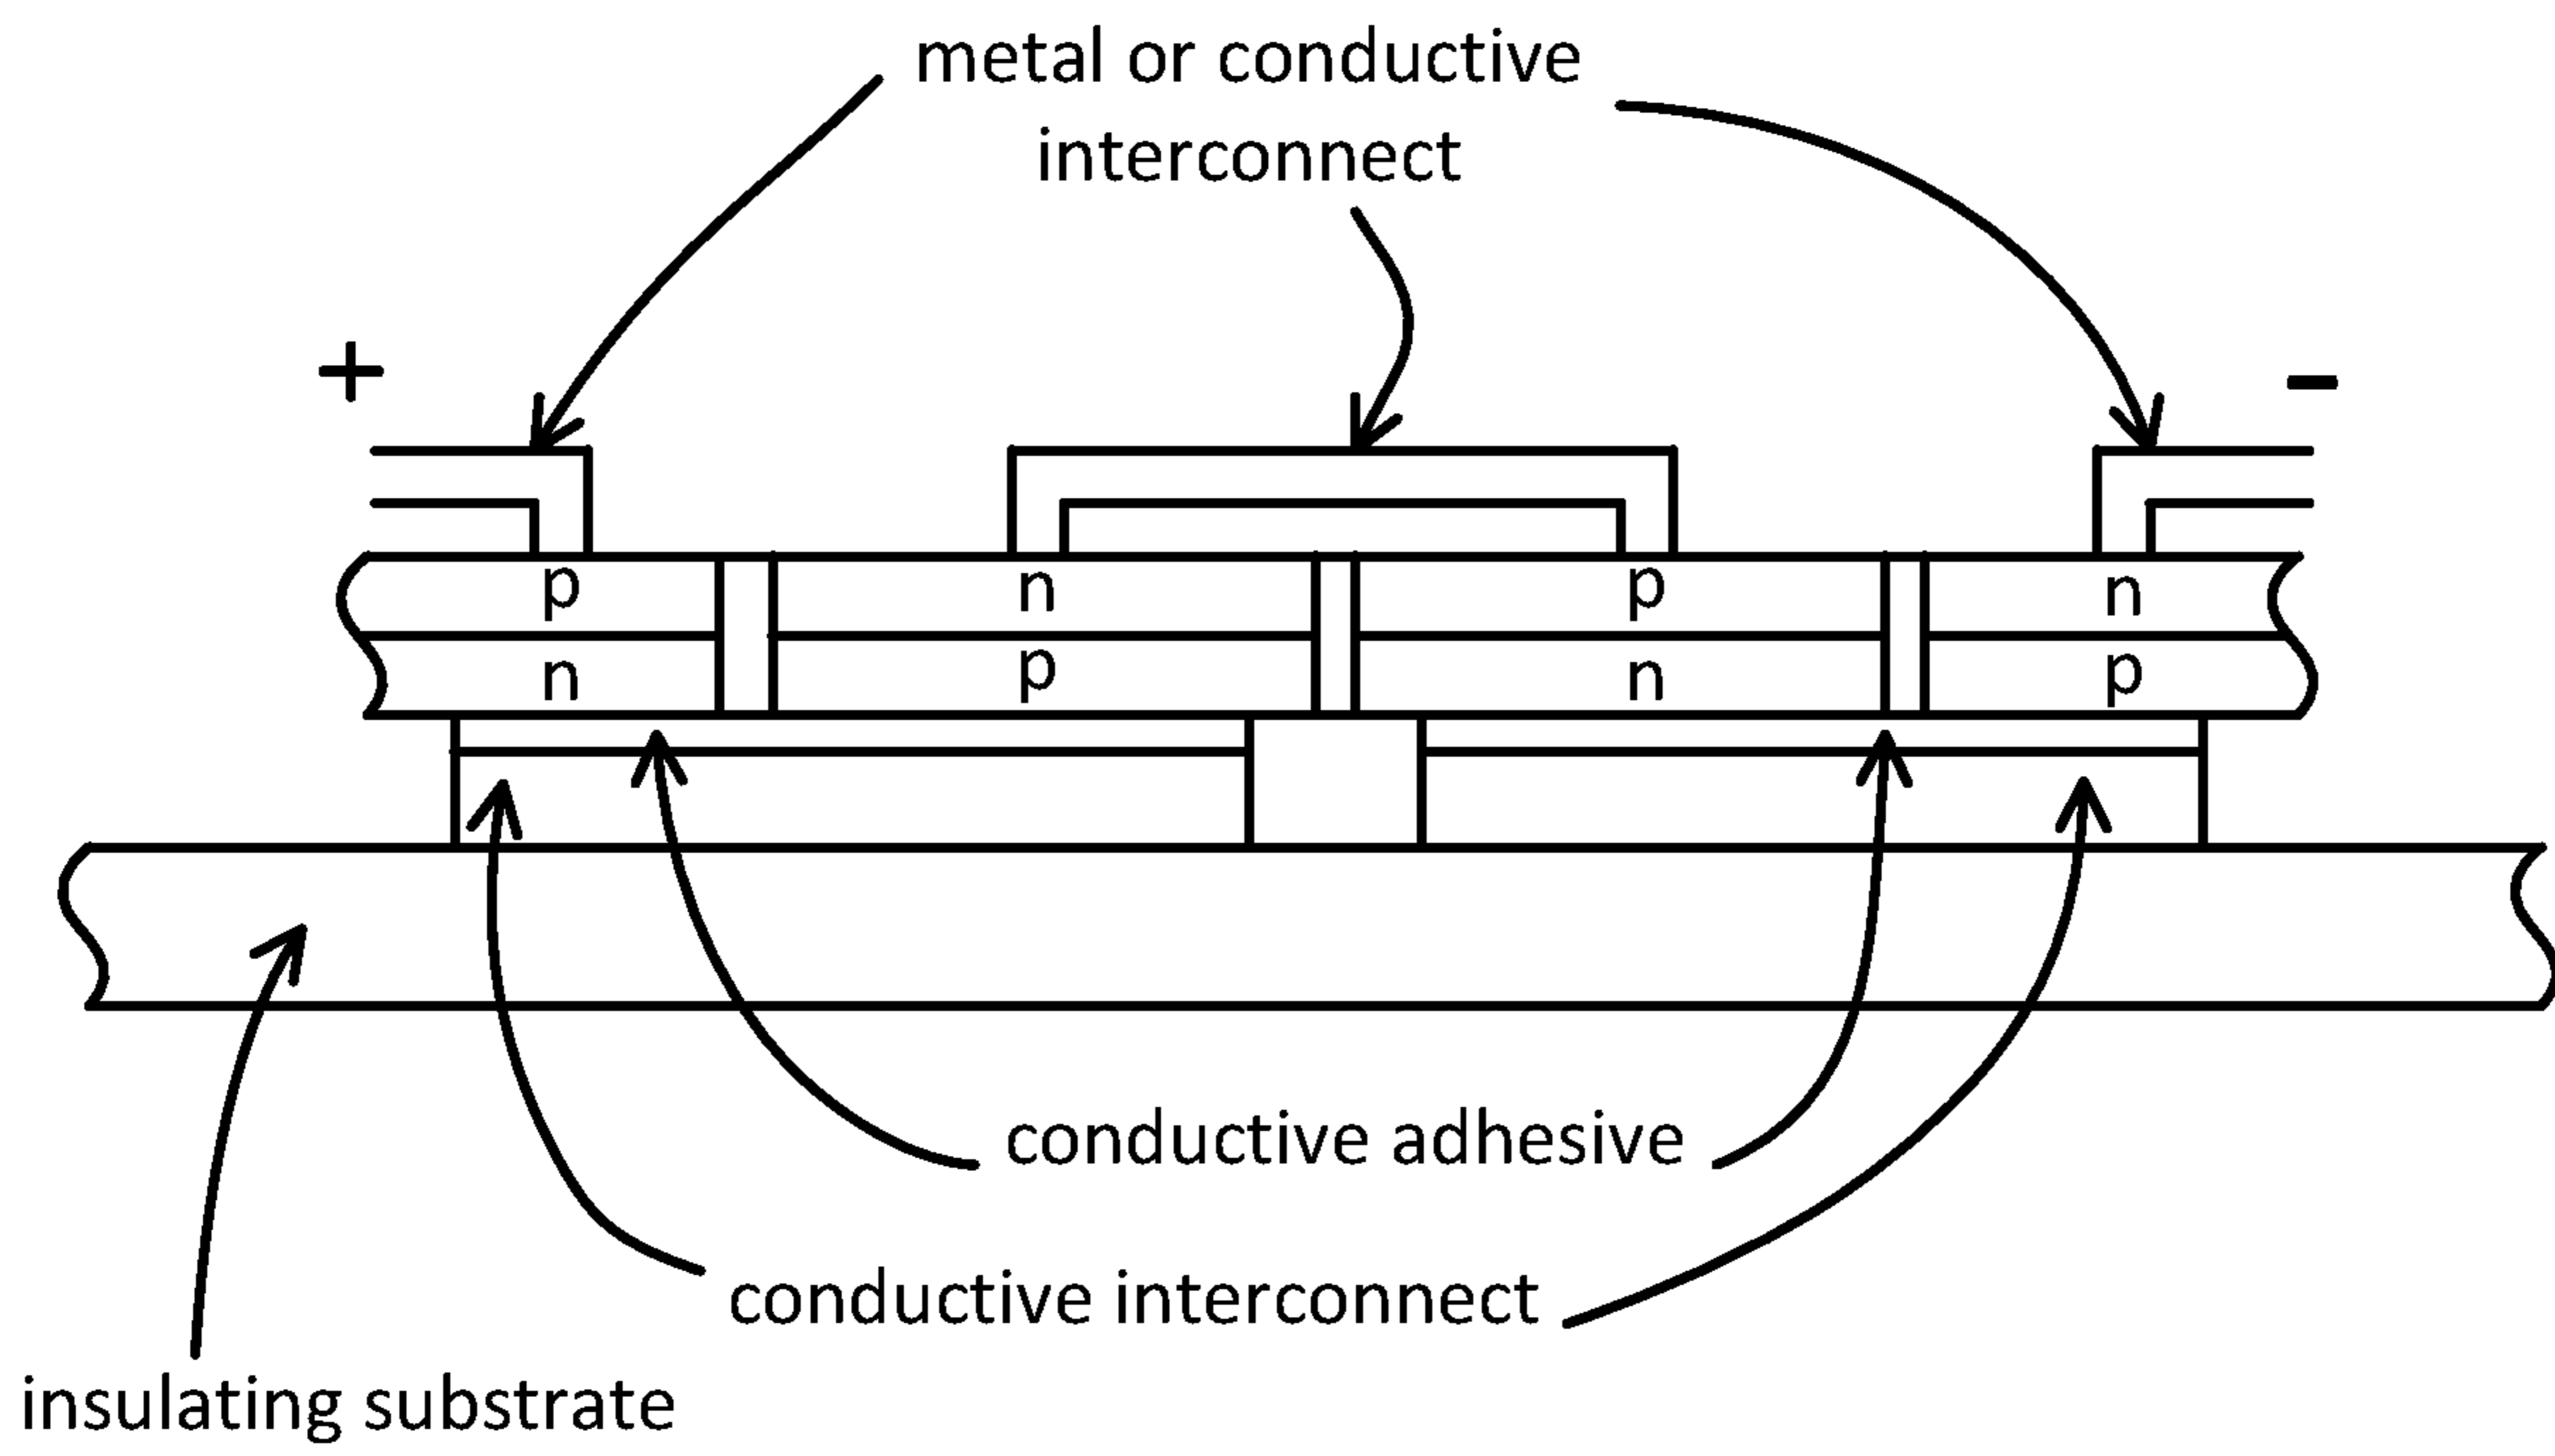 metal or conductive
interconnect
+ -
p n p n
n p n p
conductive adhesive
conductive interconnect
insulating substrate